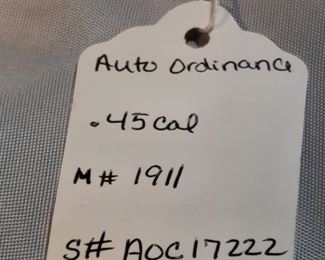 Auto Ordinance
.45 cal
M# 1911
S# AOC17222